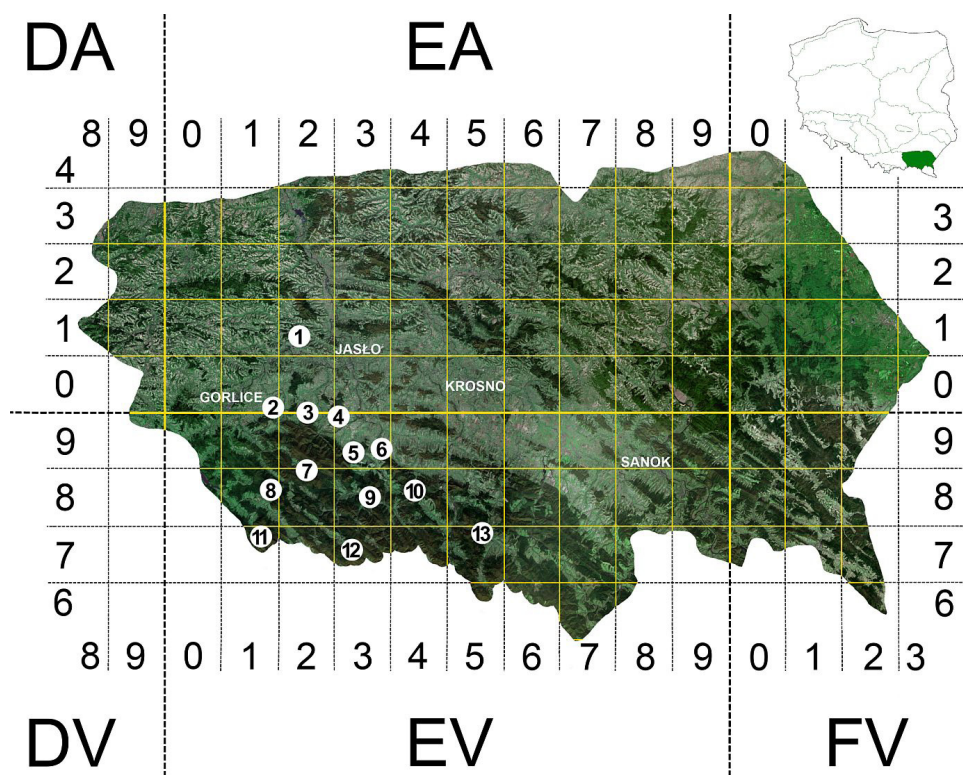 DA EA
8 9 0 1 2 3 4 5 6 7 8 9 0
4
3 3
2 2
1 1 1
JASŁO
0 KROSNO 0
GORLICE 2 3 4
9 5 6 9
SANOK
7
8 8 9 10 8
11 12 13
7 7
6 6
8 9 0 1 2 3 4 5 6 7 8 9 0 1 2 3
DV EV FV